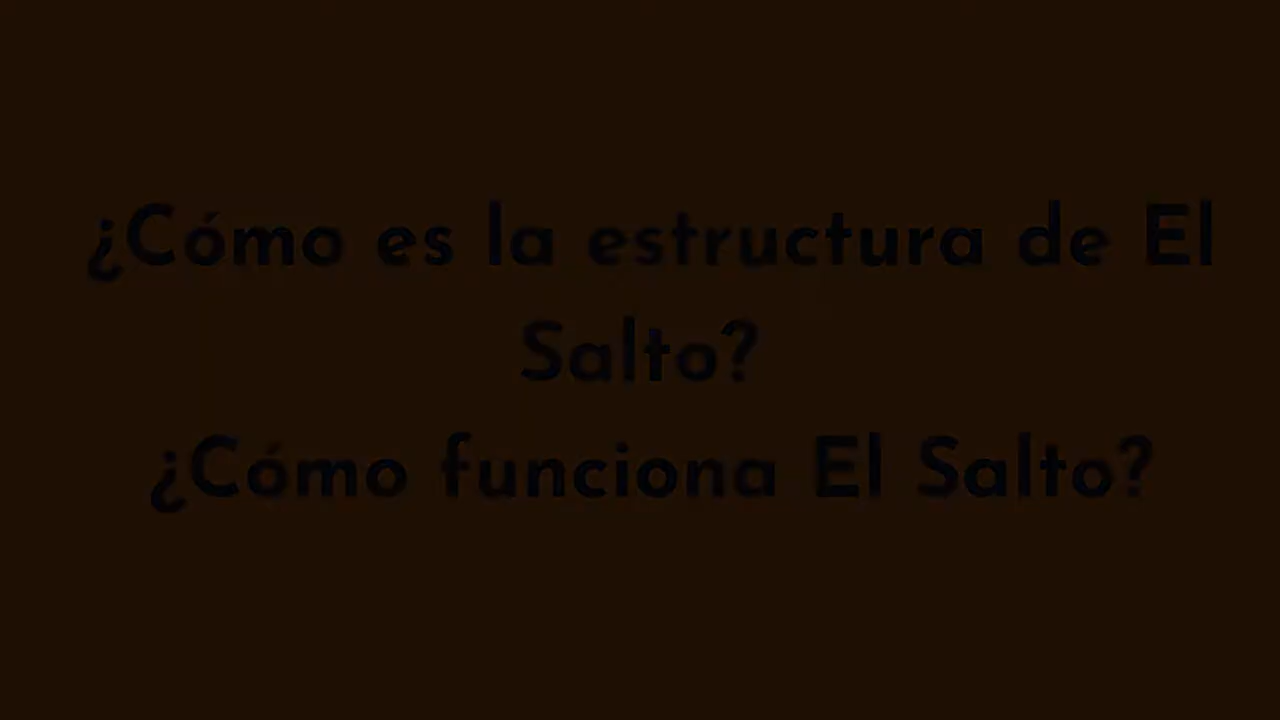 ¿Cómo es la estructura de El
Salto?
¿Cómo funciona El Salto?